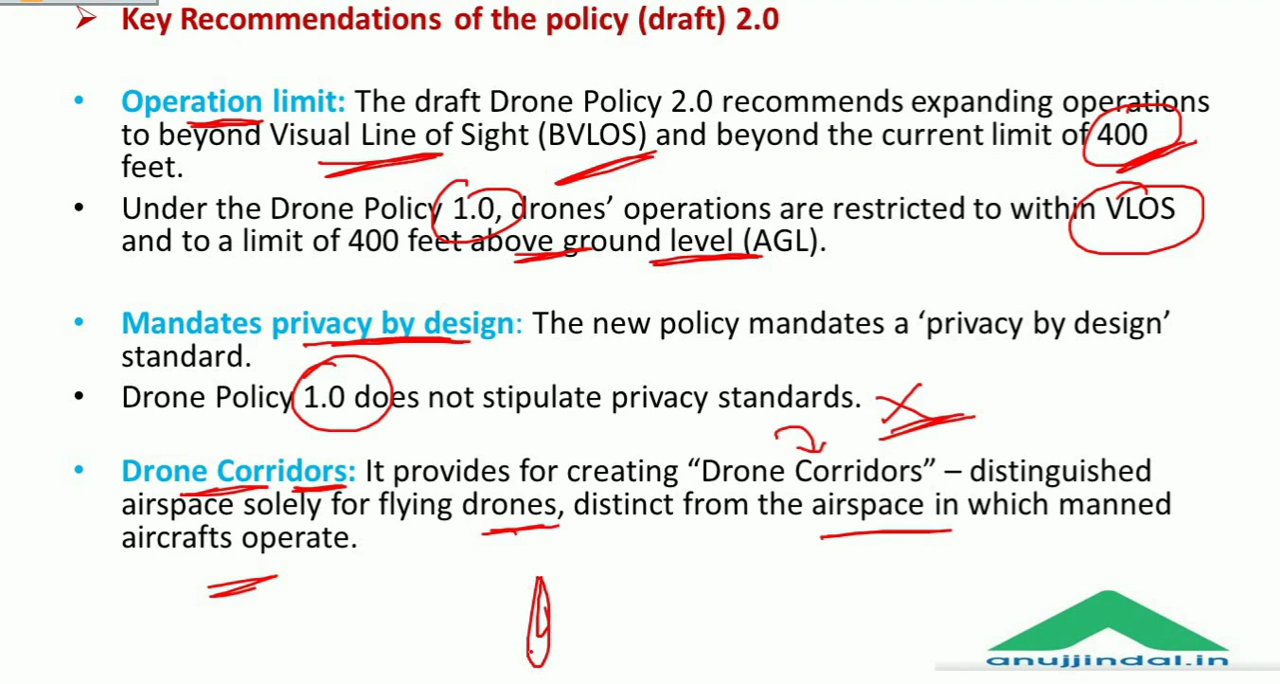 ➢ Key Recommendations of the policy (draft) 2.0
• Operation limit: The draft Drone Policy 2.0 recommends expanding operations
to beyond Visual Line of Sight (BVLOS) and beyond the current limit of 400
feet.
• Under the Drone Policy 1.0, drones’ operations are restricted to within VLOS
and to a limit of 400 feet above ground level (AGL).
• Mandates privacy by design: The new policy mandates a ‘privacy by design’
standard.
• Drone Policy 1.0 does not stipulate privacy standards.
• Drone Corridors: It provides for creating “Drone Corridors” – distinguished
airspace solely for flying drones, distinct from the airspace in which manned
aircrafts operate.
anujjindal.in